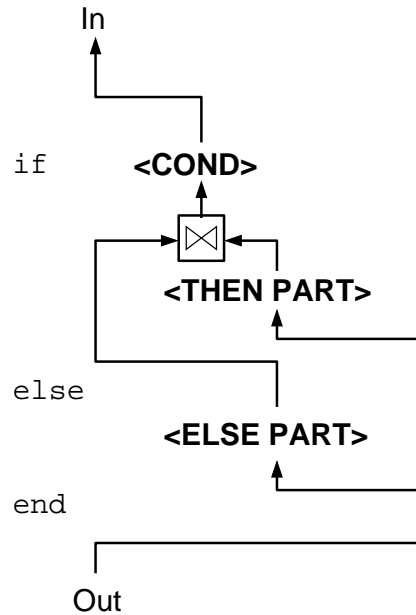 In
if <COND>
<THEN PART>
else
<ELSE PART>
end
Out